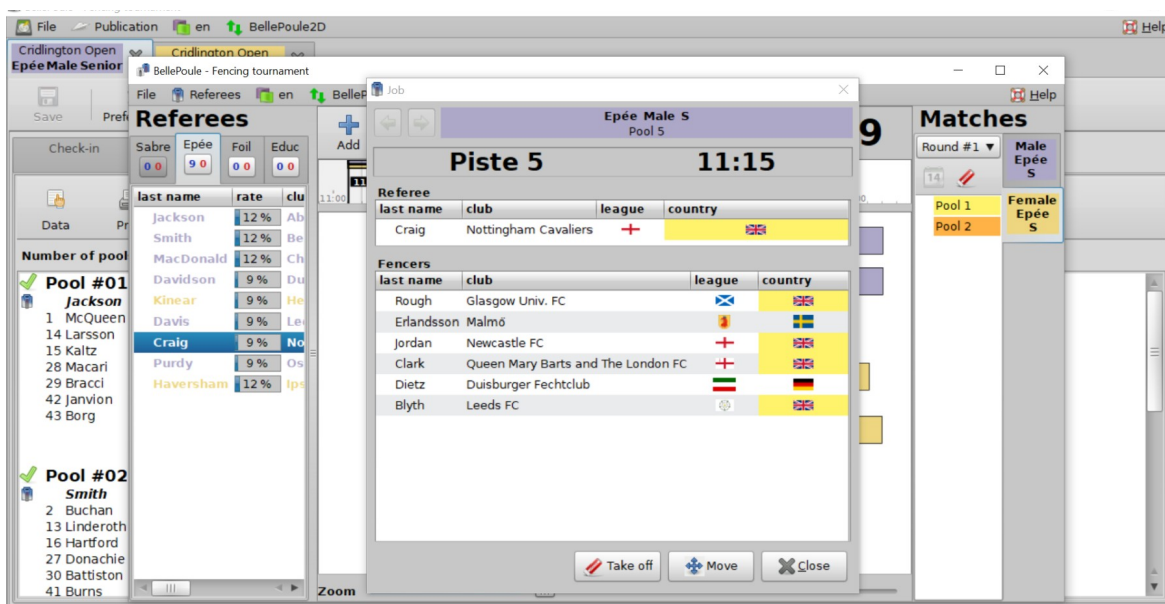 File Publication en BellePoule2D Help
Cridlington Open Cridlington Open
Epée Male Senior
BellePoule - Fencing tournament
File Referees en Help
Job
Save
Referees
Add
Epée Male S
Pool 5
9
Matches
Check-in
Sabre Epée Foil Educ
0 0 9 0 0 0 0 0
Piste 5 11:15
Round #1 Male Epée S
14
11:00
Referee
last name club league country
Craig Nottingham Cavaliers
last name rate
Jackson 12 %
Smith 12 %
MacDonald 12 %
Davidson 9 %
Kinear 9 %
Davis 9 %
Craig 9 %
Purdy 9 %
Haversham 12 %
Pool 1 Female Epée S
Pool 2
Data
Number of
Fencers
last name club league country
Rough Glasgow Univ. FC
Erlandsson Malmö
Jordan Newcastle FC
Clark Queen Mary Barts and The London FC
Dietz Duisburger Fechtclub
Blyth Leeds FC
Pool #01
Jackson
1 McQueen
14 Larsson
15 Kaltz
28 Macari
29 Bracci
42 Janvion
43 Borg
Pool #02
Smith
2 Buchan
13 Linderoth
16 Hartford
27 Donachie
30 Battiston
41 Burns
Take off Move Close
Zoom